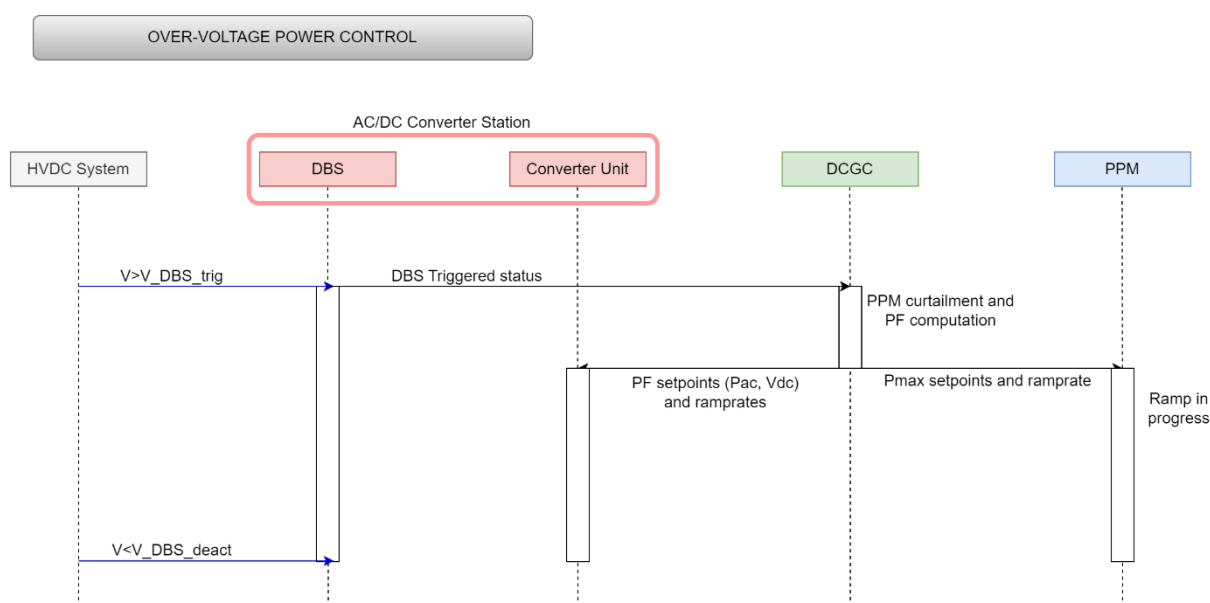 OVER-VOLTAGE POWER CONTROL
AC/DC Converter Station
HVDC System
DBS
Converter Unit
DCGC
PPM
V>V_DBS_trig
DBS Triggered status
PPM curtailment and
PF computation
PF setpoints (Pac, Vdc)
and ramprates
Pmax setpoints and ramprate
Ramp in
progress
V<V_DBS_deact